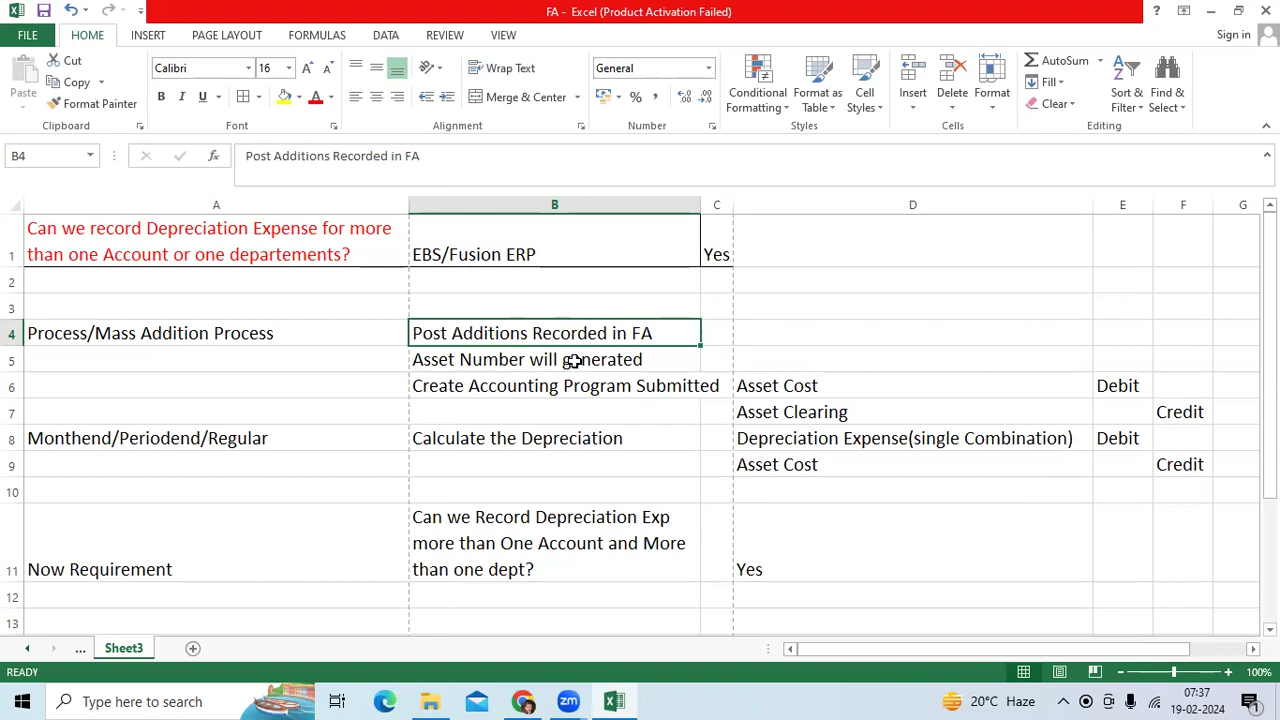 FA - Excel (Product Activation Failed)
?
FILE
HOME
INSERT
PAGE LAYOUT
FORMULAS
DATA
REVIEW
VIEW
Sign in
Paste
Cut
Copy
Format Painter
Clipboard
Calibri
16
B I U
Font
Wrap Text
Merge & Center
Alignment
General
%
Number
Conditional Formatting
Format as Table
Cell Styles
Styles
Insert
Delete
Format
Cells
AutoSum
Fill
Clear
Sort & Filter
Find & Select
Editing
B4
fx
Post Additions Recorded in FA
A B C D E F G
Can we record Depreciation Expense for more
1 than one Account or one departements? EBS/Fusion ERP Yes
2
3
4 Process/Mass Addition Process Post Additions Recorded in FA
5 Asset Number will generated
6 Create Accounting Program Submitted Asset Cost Debit
7 Asset Clearing Credit
8 Monthend/Periodend/Regular Calculate the Depreciation Depreciation Expense(single Combination) Debit
9 Asset Cost Credit
10
Can we Record Depreciation Exp
more than One Account and More
11 Now Requirement than one dept? Yes
12
13
... Sheet3
READY
100%
Type here to search
zm
20°C Haze
07:37
19-02-2024
1